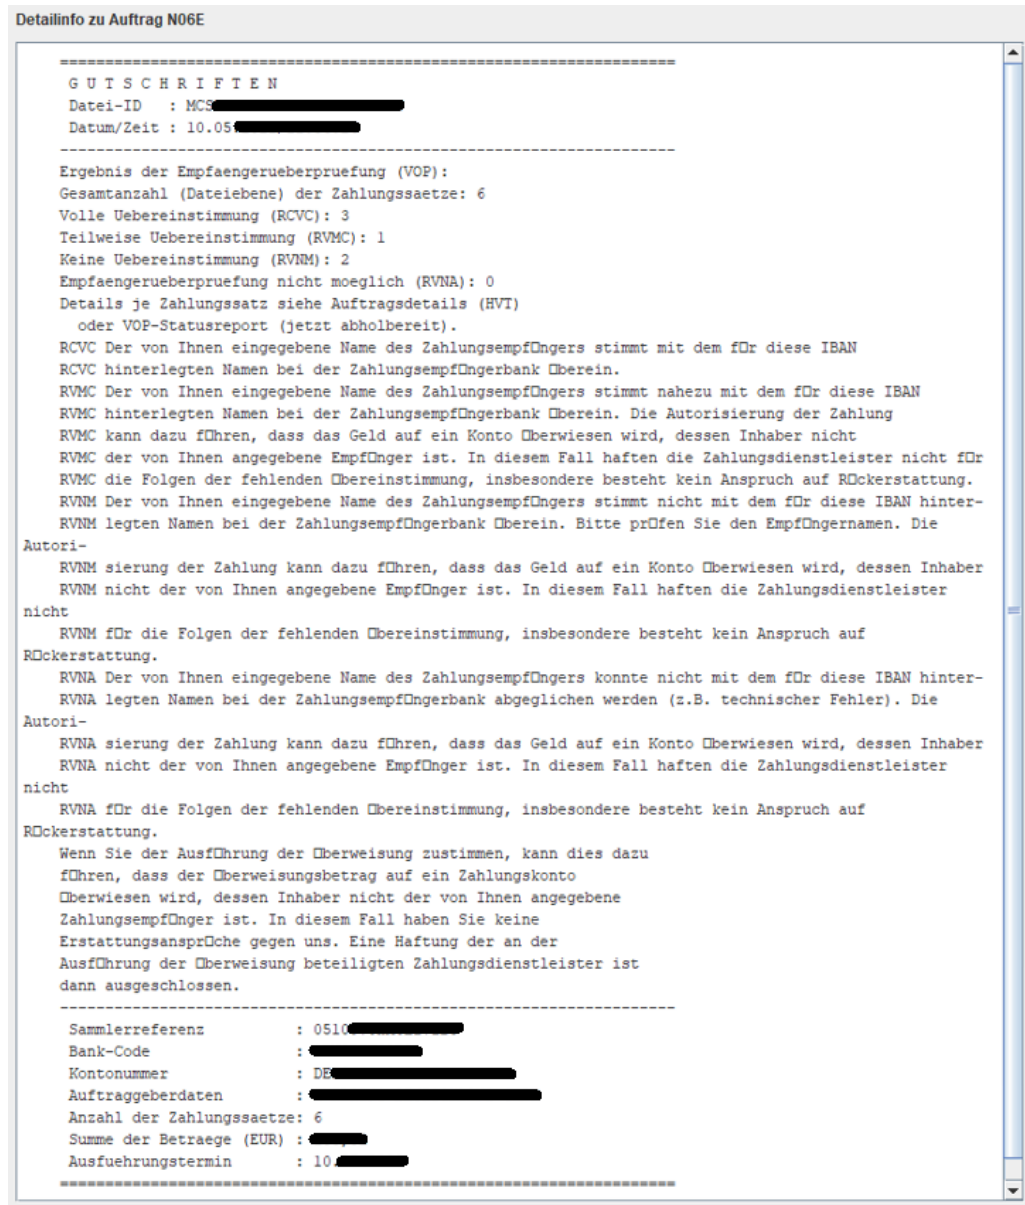 Detailinfo zu Auftrag N06E
====================================================================
G U T S C H R I F T E N
Datei-ID : MCS
Datum/Zeit : 10.05
--------------------------------------------------------------------
Ergebnis der Empfaengerueberpruefung (VOP):
Gesamtanzahl (Dateiebene) der Zahlungssaetze: 6
Volle Uebereinstimmung (RCVC): 3
Teilweise Uebereinstimmung (RVMC): 1
Keine Uebereinstimmung (RVNM): 2
Empfaengerueberpruefung nicht moeglich (RVNA): 0
Details je Zahlungssatz siehe Auftragsdetails (HVT)
oder VOP-Statusreport (jetzt abholbereit).
RCVC Der von Ihnen eingegebene Name des Zahlungsempf□ngers stimmt mit dem f□r diese IBAN
RCVC hinterlegten Namen bei der Zahlungsempf□ngerbank □berein.
RVMC Der von Ihnen eingegebene Name des Zahlungsempf□ngers stimmt nahezu mit dem f□r diese IBAN
RVMC hinterlegten Namen bei der Zahlungsempf□ngerbank □berein. Die Autorisierung der Zahlung
RVMC kann dazu f□hren, dass das Geld auf ein Konto □berwiesen wird, dessen Inhaber nicht
RVMC der von Ihnen angegebene Empf□nger ist. In diesem Fall haften die Zahlungsdienstleister nicht f□r
RVMC die Folgen der fehlenden □bereinstimmung, insbesondere besteht kein Anspruch auf R□ckerstattung.
RVNM Der von Ihnen eingegebene Name des Zahlungsempf□ngers stimmt nicht mit dem f□r diese IBAN hinter-
RVNM legten Namen bei der Zahlungsempf□ngerbank □berein. Bitte pr□fen Sie den Empf□ngernamen. Die
Autori-
RVNM sierung der Zahlung kann dazu f□hren, dass das Geld auf ein Konto □berwiesen wird, dessen Inhaber
RVNM nicht der von Ihnen angegebene Empf□nger ist. In diesem Fall haften die Zahlungsdienstleister
nicht
RVNM f□r die Folgen der fehlenden □bereinstimmung, insbesondere besteht kein Anspruch auf
R□ckerstattung.
RVNA Der von Ihnen eingegebene Name des Zahlungsempf□ngers konnte nicht mit dem f□r diese IBAN hinter-
RVNA legten Namen bei der Zahlungsempf□ngerbank abgeglichen werden (z.B. technischer Fehler). Die
Autori-
RVNA sierung der Zahlung kann dazu f□hren, dass das Geld auf ein Konto □berwiesen wird, dessen Inhaber
RVNA nicht der von Ihnen angegebene Empf□nger ist. In diesem Fall haften die Zahlungsdienstleister
nicht
RVNA f□r die Folgen der fehlenden □bereinstimmung, insbesondere besteht kein Anspruch auf
R□ckerstattung.
Wenn Sie der Ausf□hrung der □berweisung zustimmen, kann dies dazu
f□hren, dass der □berweisungsbetrag auf ein Zahlungskonto
□berwiesen wird, dessen Inhaber nicht der von Ihnen angegebene
Zahlungsempf□nger ist. In diesem Fall haben Sie keine
Erstattungsanspr□che gegen uns. Eine Haftung der an der
Ausf□hrung der □berweisung beteiligten Zahlungsdienstleister ist
dann ausgeschlossen.
--------------------------------------------------------------------
Sammlerreferenz : 0510
Bank-Code :
Kontonummer : DE
Auftraggeberdaten :
Anzahl der Zahlungssaetze: 6
Summe der Betraege (EUR) :
Ausfuehrungstermin : 10.
====================================================================